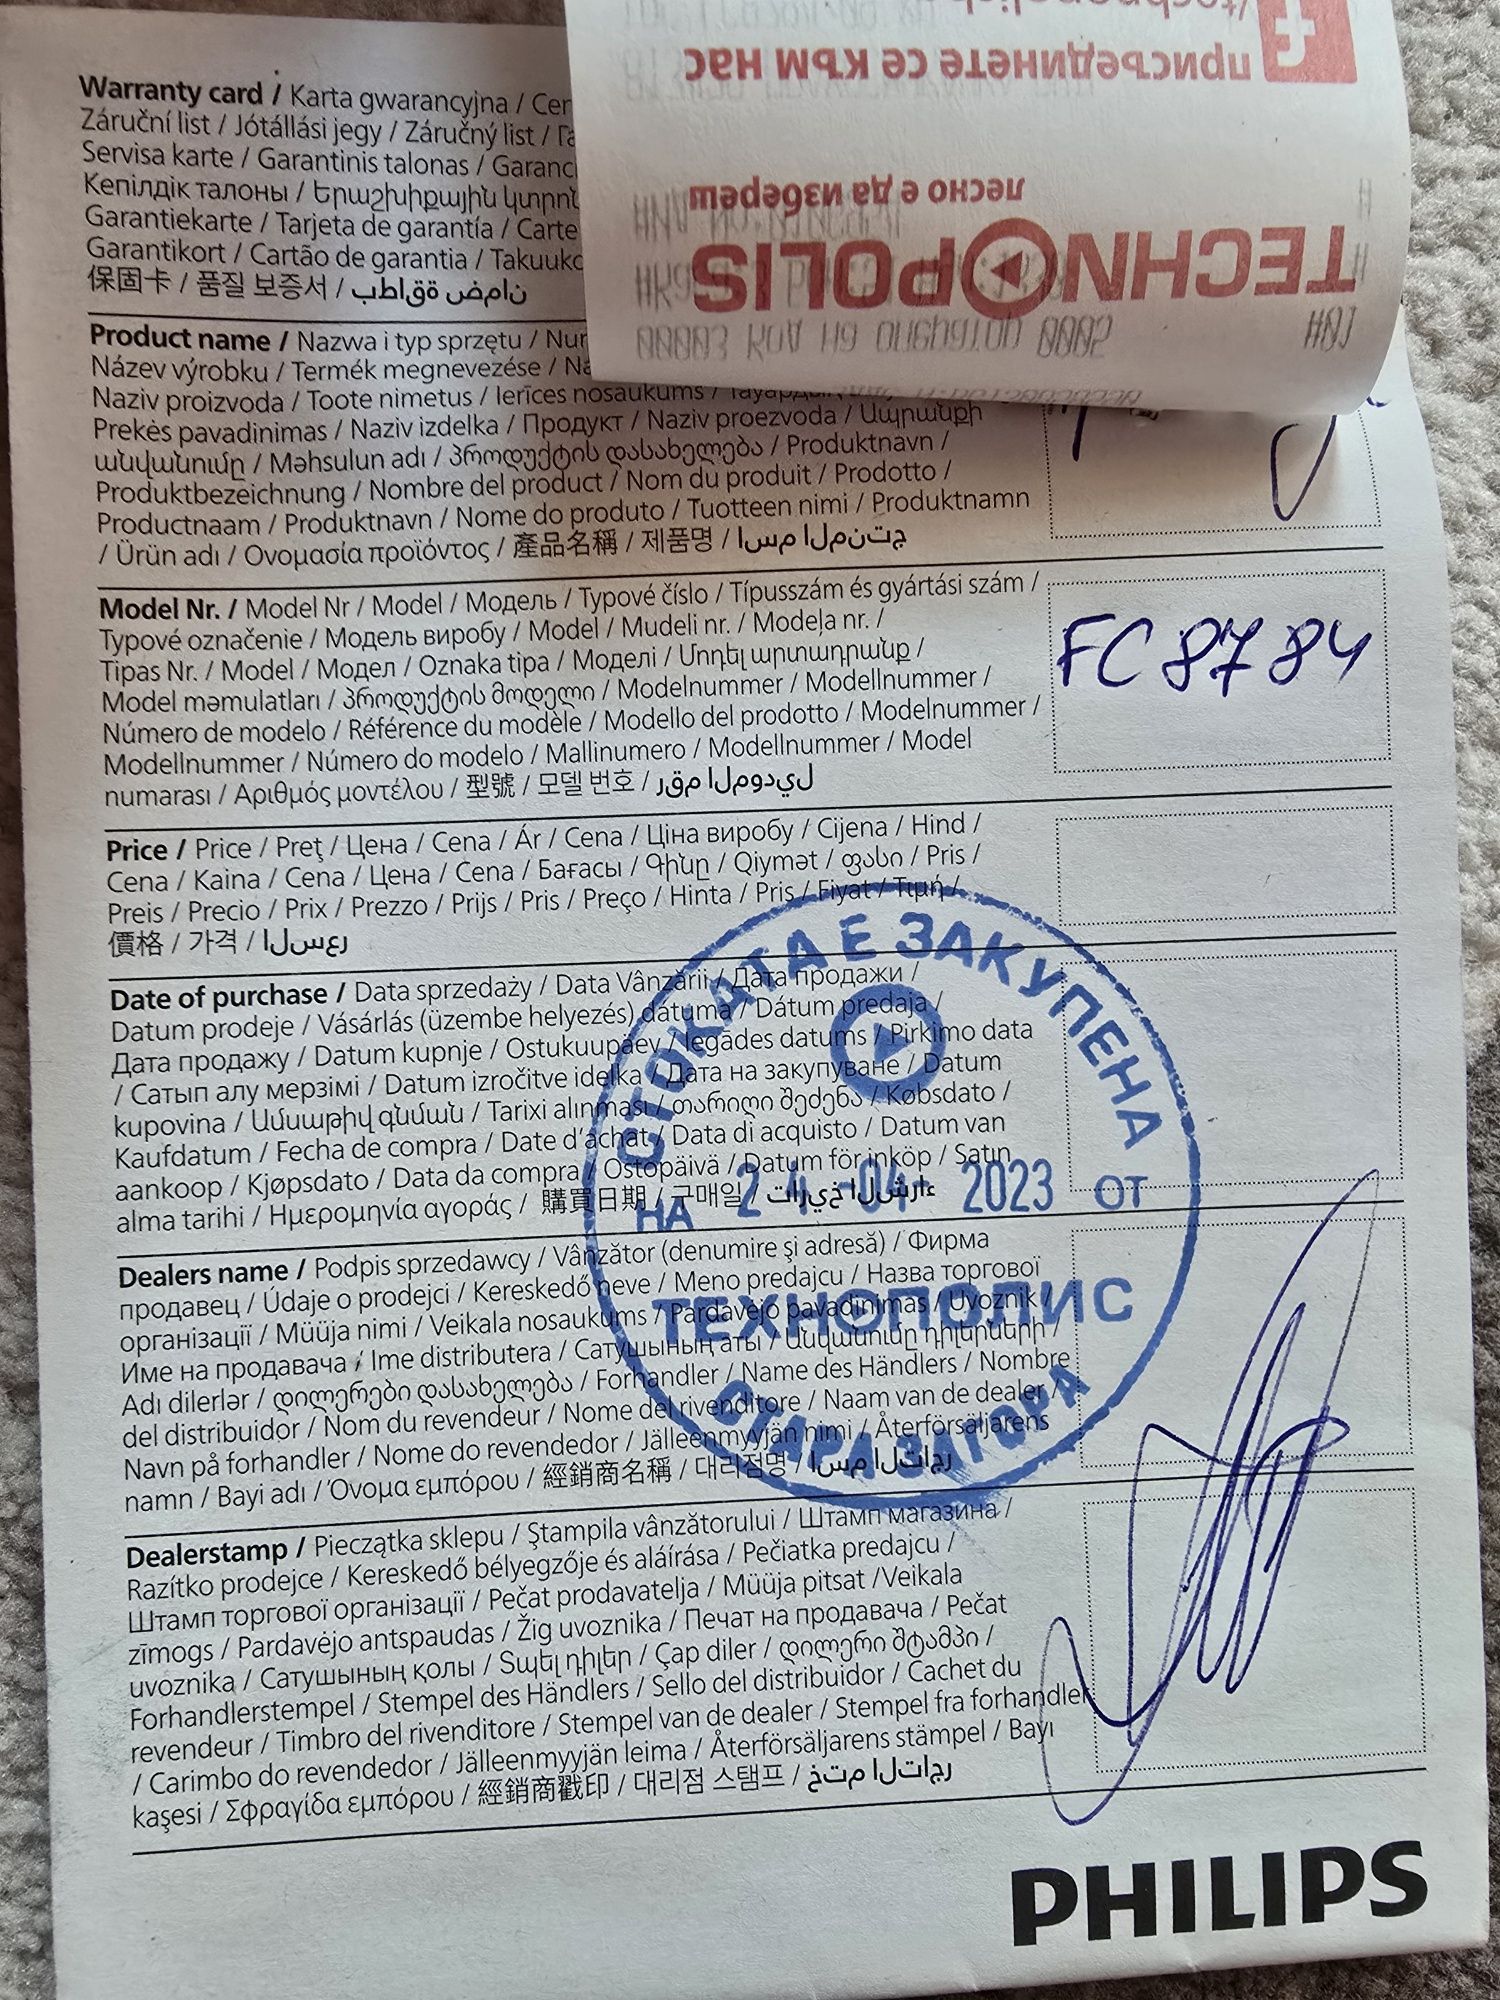 /technopolis
присъединете се към нас
лесно е да избереш
TECHNOPOLIS
00003 Код на оператор 0002
Warranty card / Karta gwarancyjna / Cer
Záruční list / Jótállási jegy / Záručný list /
Servisa karte / Garantinis talonas / Garanc
Кепілдік талоны / Երաշխիքային կտրոն
Garantiekarte / Tarjeta de garantía / Carte
Garantikort / Cartão de garantia / Takuuko
保固卡 / 품질 보증서 / بطاقة ضمان
Product name / Nazwa i typ sprzętu / Nu
Název výrobku / Termék megnevezése / Ná
Naziv proizvoda / Toote nimetus / Ierīces nosaukums /
Prekės pavadinimas / Naziv izdelka / Продукт / Naziv proezvoda / Ապրանքի
անվանումը / Məhsulun adı / პროდუქტის დასახელება / Produktnavn /
Produktbezeichnung / Nombre del product / Nom du produit / Prodotto /
Productnaam / Produktnavn / Nome do produto / Tuotteen nimi / Produktnamn
/ Ürün adı / Ονομασία προϊόντος / 產品名稱 / 제품명 / اسم المنتج
Model Nr. / Model Nr / Model / Модель / Typové číslo / Típusszám és gyártási szám /
Typové označenie / Модель виробу / Model / Mudeli nr. / Modeļa nr. /
Tipas Nr. / Model / Модел / Oznaka tipa / Моделі / Մոդել արտադրանք /
Model məmulatları / პროდუქტის მოდელი / Modelnummer / Modellnummer /
Número de modelo / Référence du modèle / Modello del prodotto / Modelnummer /
Modellnummer / Número do modelo / Mallinumero / Modellnummer / Model
numarası / Αριθμός μοντέλου / 型號 / 모델 번호 / رقم الموديل
FC8784
Price / Price / Preţ / Цена / Cena / Ár / Cena / Ціна виробу / Cijena / Hind /
Cena / Kaina / Cena / Цена / Cena / Бағасы / Գինը / Qiymət / ფასი / Pris /
Preis / Precio / Prix / Prezzo / Prijs / Pris / Preço / Hinta / Pris / Fiyat / Τιμή /
價格 / 가격 / السعر
Date of purchase / Data sprzedaży / Data Vânzării / Дата продажи /
Datum prodeje / Vásárlás (üzembe helyezés) dátuma / Dátum predaja /
Дата продажу / Datum kupnje / Ostukuupäev / Iegādes datums / Pirkimo data
/ Сатып алу мерзімі / Datum izročitve idelka / Дата на закупуване / Datum
kupovina / Ամսաթիվ գնման / Tarixi alınması / თარიღი შეძენა / Købsdato /
Kaufdatum / Fecha de compra / Date d'achat / Data di acquisto / Datum van
aankoop / Kjøpsdato / Data da compra / Ostopäivä / Datum för inköp / Satın
alma tarihi / Ημερομηνία αγοράς / 購買日期 / 구매일 / تاريخ الشراء
СТОКАТА Е ЗАКУПЕНА
НА 24 -04- 2023 ОТ
ТЕХНОПОЛИС
СТАРА ЗАГОРА
Dealers name / Podpis sprzedawcy / Vânzător (denumire şi adresă) / Фирма
продавец / Údaje o prodejci / Kereskedő neve / Meno predajcu / Назва торгової
організації / Müüja nimi / Veikala nosaukums / Pardavėjo pavadinimas / Uvoznik /
Име на продавача / Ime distributera / Сатушының аты / Անվանումը դիլերների /
Adı dilerlər / დილერები დასახელება / Forhandler / Name des Händlers / Nombre
del distribuidor / Nom du revendeur / Nome del rivenditore / Naam van de dealer /
Navn på forhandler / Nome do revendedor / Jälleenmyyjän nimi / Återförsäljarens
namn / Bayi adı / Όνομα εμπόρου / 經銷商名稱 / 대리점명 / اسم التاجر
Dealerstamp / Pieczątka sklepu / Ştampila vânzătorului / Штамп магазина /
Razítko prodejce / Kereskedő bélyegzője és aláírása / Pečiatka predajcu /
Штамп торгової організації / Pečat prodavatelja / Müüja pitsat /Veikala
zīmogs / Pardavėjo antspaudas / Žig uvoznika / Печат на продавача / Pečat
uvoznika / Сатушының қолы / Տպել դիլեր / Çap diler / დილერი შტამპი /
Forhandlerstempel / Stempel des Händlers / Sello del distribuidor / Cachet du
revendeur / Timbro del rivenditore / Stempel van de dealer / Stempel fra forhandler
/ Carimbo do revendedor / Jälleenmyyjän leima / Återförsäljarens stämpel / Bayi
kaşesi / Σφραγίδα εμπόρου / 經銷商戳印 / 대리점 스탬프 / ختم التاجر
PHILIPS